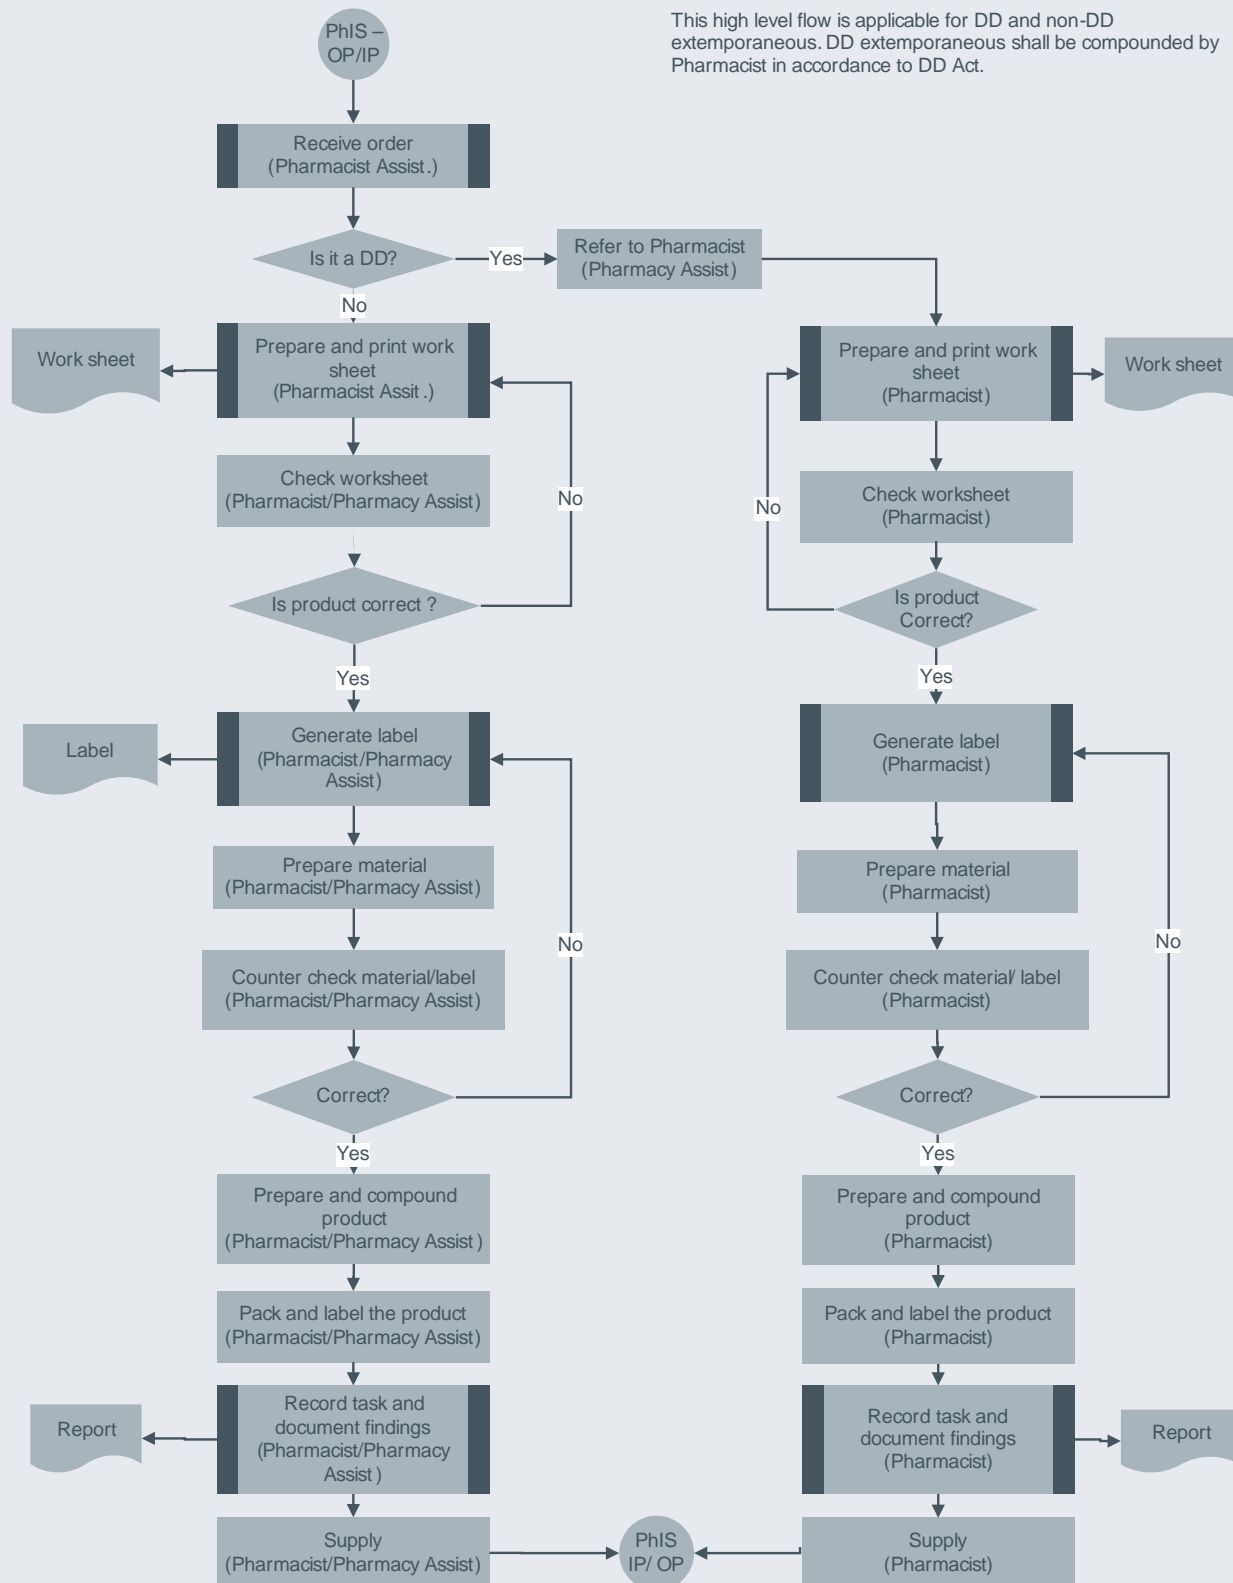 This high level flow is applicable for DD and non-DD
extemporaneous. DD extemporaneous shall be compounded by
Pharmacist in accordance to DD Act.
PhIS –
OP/IP
Receive order
(Pharmacist Assist.)
Is it a DD?
Yes
Refer to Pharmacist
(Pharmacy Assist)
No
Work sheet
Prepare and print work
sheet
(Pharmacist Assit.)
Check worksheet
(Pharmacist/Pharmacy Assist)
No
Is product correct ?
Yes
Label
Generate label
(Pharmacist/Pharmacy
Assist)
Prepare material
(Pharmacist/Pharmacy Assist)
No
Counter check material/label
(Pharmacist/Pharmacy Assist)
Correct?
Yes
Prepare and compound
product
(Pharmacist/Pharmacy Assist)
Pack and label the product
(Pharmacist/Pharmacy Assist)
Report
Record task and
document findings
(Pharmacist/Pharmacy
Assist)
Supply
(Pharmacist/Pharmacy Assist)
Prepare and print work
sheet
(Pharmacist)
Work sheet
Check worksheet
(Pharmacist)
No
Is product
Correct?
Yes
Generate label
(Pharmacist)
Prepare material
(Pharmacist)
No
Counter check material/ label
(Pharmacist)
Correct?
Yes
Prepare and compound
product
(Pharmacist)
Pack and label the product
(Pharmacist)
Record task and
document findings
(Pharmacist)
Report
Supply
(Pharmacist)
PhIS
IP/ OP